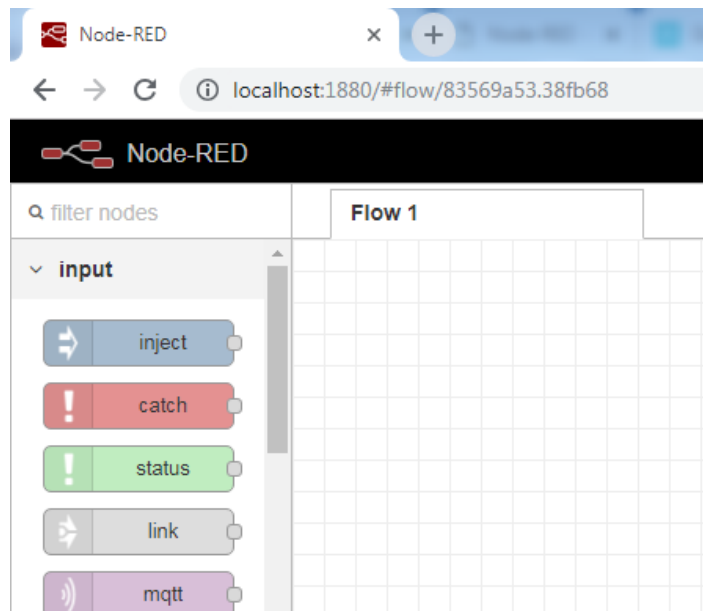 Node-RED
localhost:1880/#flow/83569a53.38fb68
Node-RED
filter nodes
Flow 1
input
inject
catch
status
link
mqtt